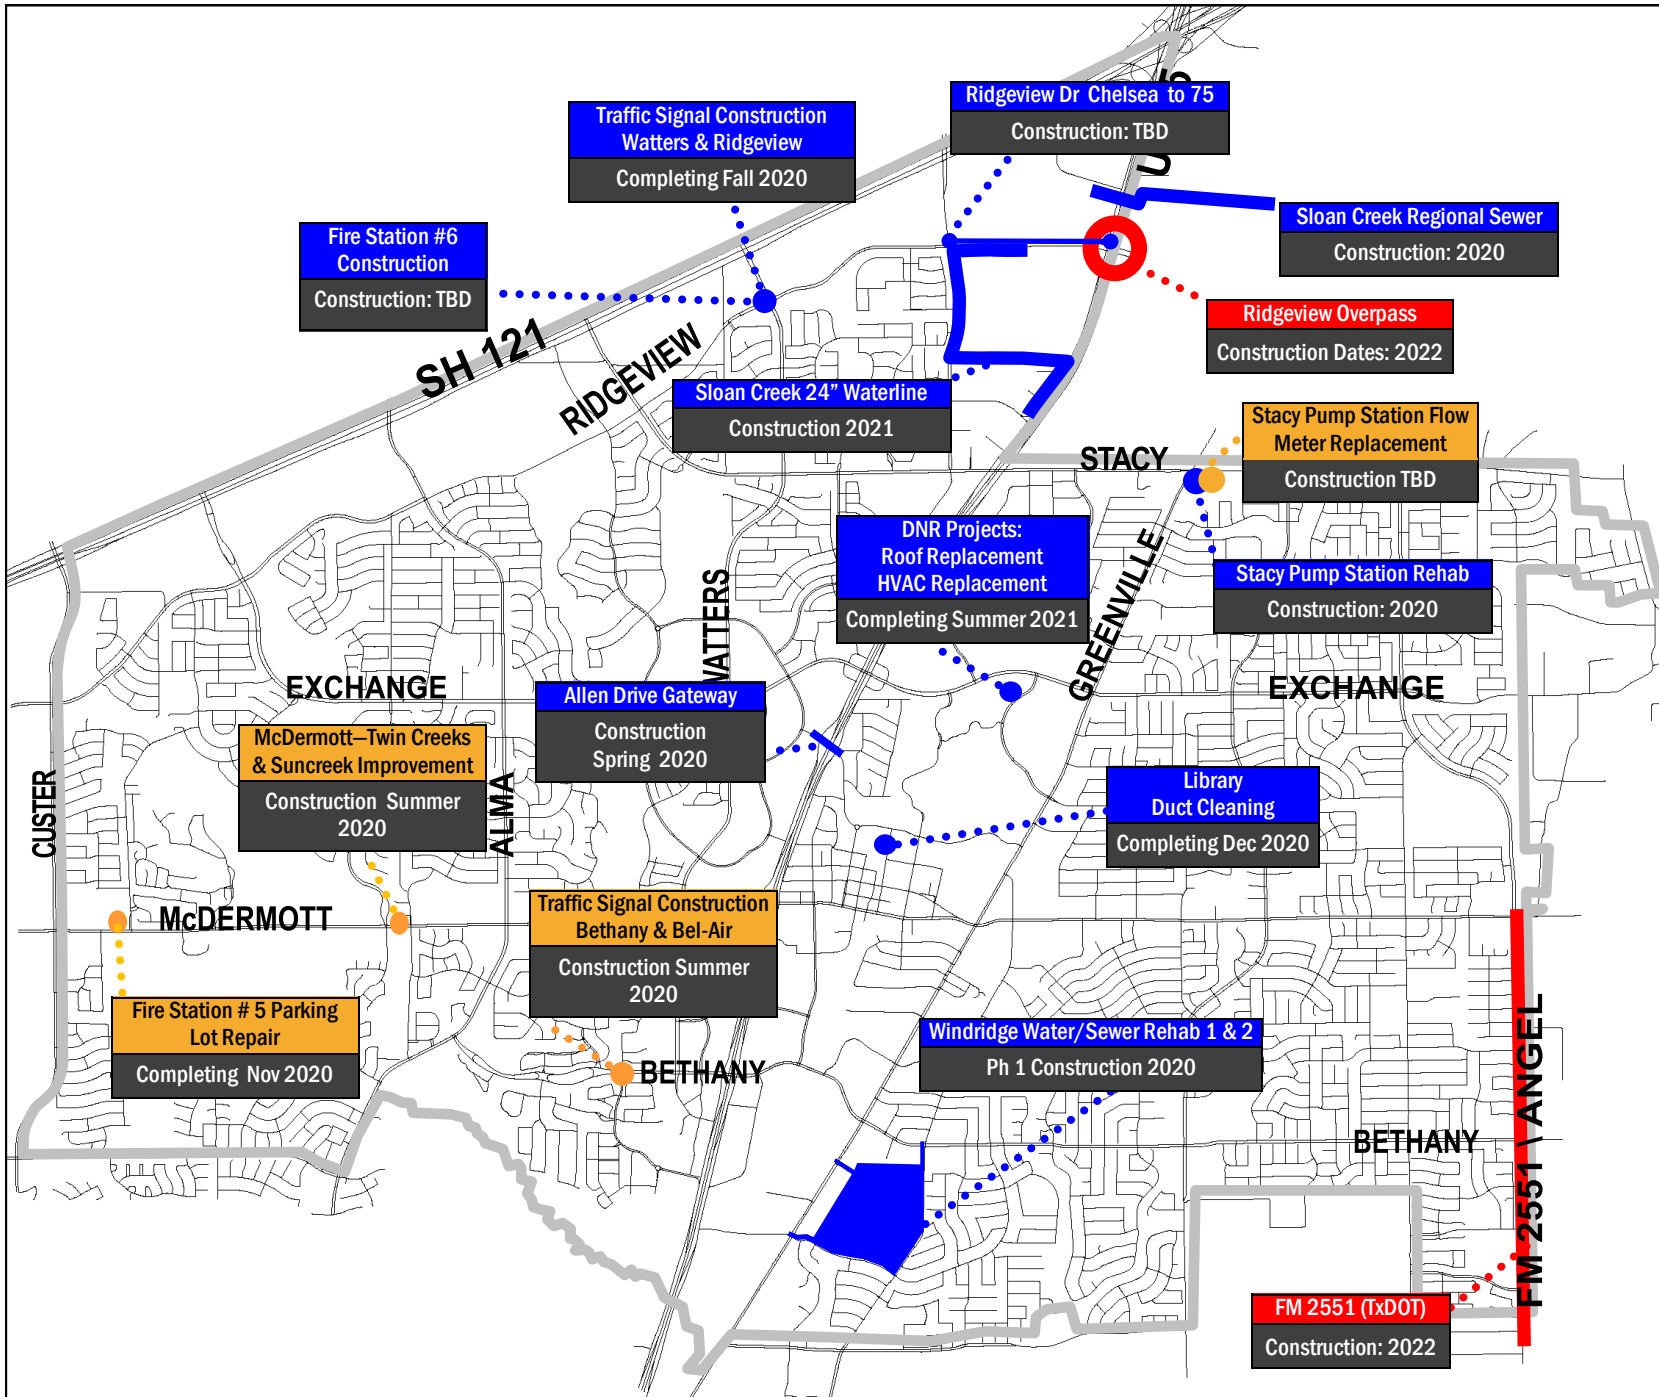 Ridgeview Dr Chelsea to 75
Construction: TBD
Traffic Signal Construction
Watters & Ridgeview
Completing Fall 2020
Sloan Creek Regional Sewer
Construction: 2020
Fire Station #6
Construction
Construction: TBD
Ridgeview Overpass
Construction Dates: 2022
SH 121
RIDGEVIEW
Sloan Creek 24” Waterline
Construction 2021
Stacy Pump Station Flow
Meter Replacement
Construction TBD
STACY
DNR Projects:
Roof Replacement
HVAC Replacement
Completing Summer 2021
GREENVILLE
Stacy Pump Station Rehab
Construction: 2020
WATTERS
EXCHANGE
EXCHANGE
Allen Drive Gateway
Construction
Spring 2020
McDermott—Twin Creeks
& Suncreek Improvement
Construction Summer
2020
CUSTER
ALMA
Library
Duct Cleaning
Completing Dec 2020
McDERMOTT
Traffic Signal Construction
Bethany & Bel-Air
Construction Summer
2020
Fire Station # 5 Parking
Lot Repair
Completing Nov 2020
BETHANY
Windridge Water/Sewer Rehab 1 & 2
Ph 1 Construction 2020
BETHANY
FM 2551 \ ANGEL
FM 2551 (TxDOT)
Construction: 2022